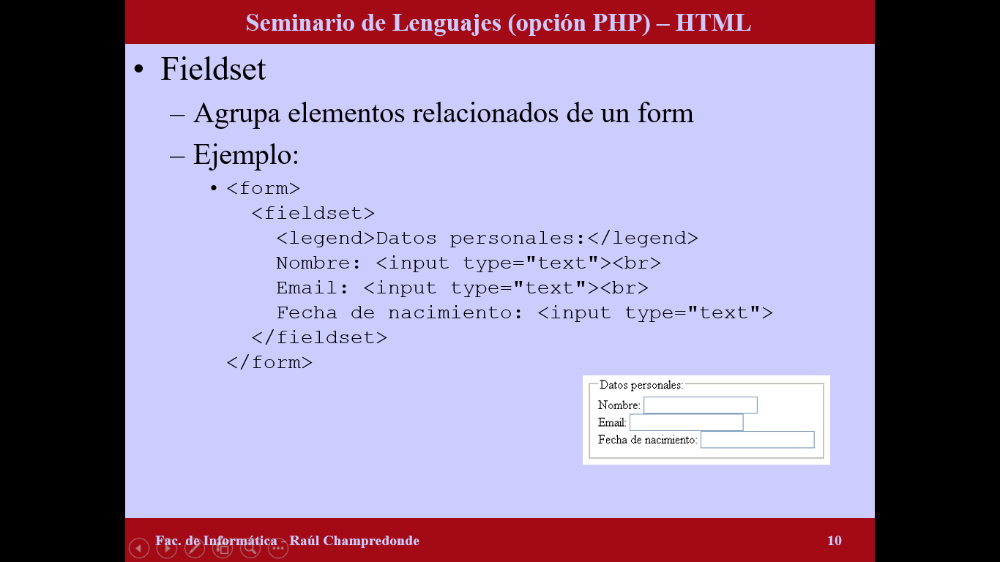 Seminario de Lenguajes (opción PHP) – HTML
• Fieldset
– Agrupa elementos relacionados de un form
– Ejemplo:
• <form>
<fieldset>
<legend>Datos personales:</legend>
Nombre: <input type="text"><br>
Email: <input type="text"><br>
Fecha de nacimiento: <input type="text">
</fieldset>
</form>
Datos personales:
Nombre:
Email:
Fecha de nacimiento:
Fac. de Informática - Raúl Champredonde 10